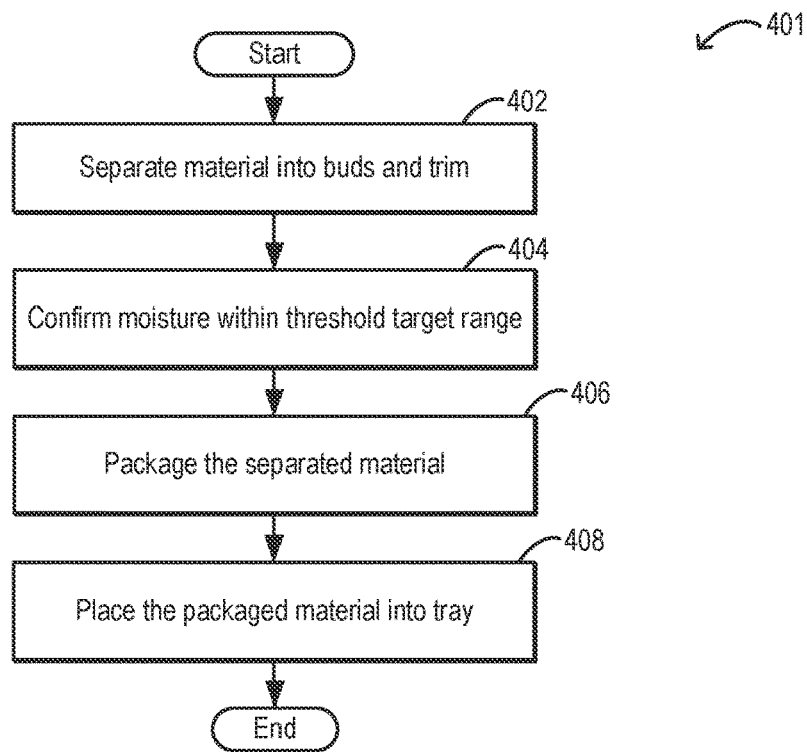 401
Start
402
Separate material into buds and trim
404
Confirm moisture within threshold target range
406
Package the separated material
408
Place the packaged material into tray
End